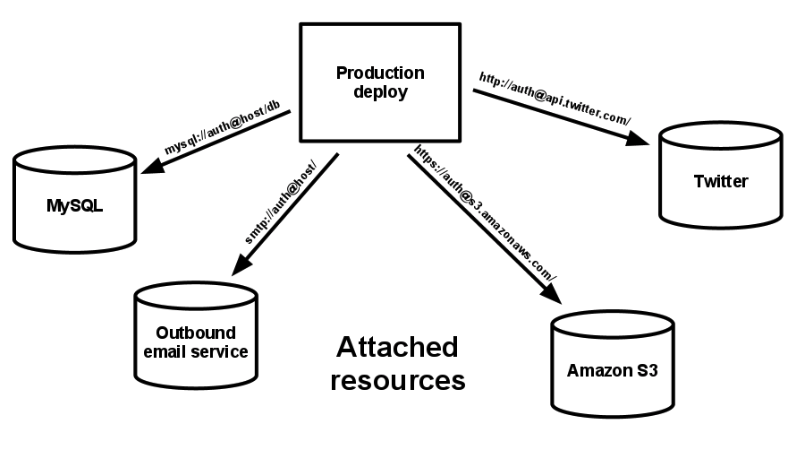 Production
deploy
mysql://auth@host/db
http://auth@api.twitter.com/
smtp://auth@host/
https://auth@s3.amazonaws.com/
MySQL
Twitter
Outbound
email service
Amazon S3
Attached
resources